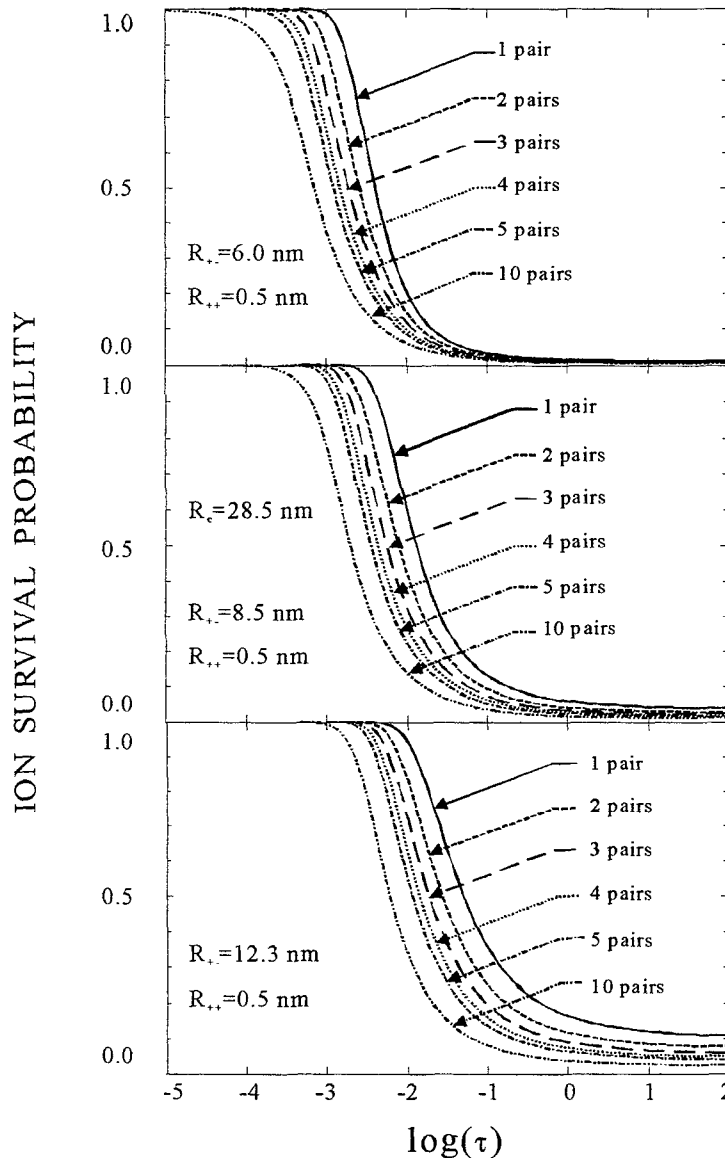 ION SURVIVAL PROBABILITY
1.0
0.5
0.0
1 pair
2 pairs
3 pairs
4 pairs
5 pairs
10 pairs
R₊₋=6.0 nm
R₊₊=0.5 nm
0.5
0.0
1 pair
2 pairs
3 pairs
4 pairs
5 pairs
10 pairs
R_c=28.5 nm
R₊₋=8.5 nm
R₊₊=0.5 nm
1.0
0.5
0.0
1 pair
2 pairs
3 pairs
4 pairs
5 pairs
10 pairs
R₊₋=12.3 nm
R₊₊=0.5 nm
-5 -4 -3 -2 -1 0 1 2
log(τ)